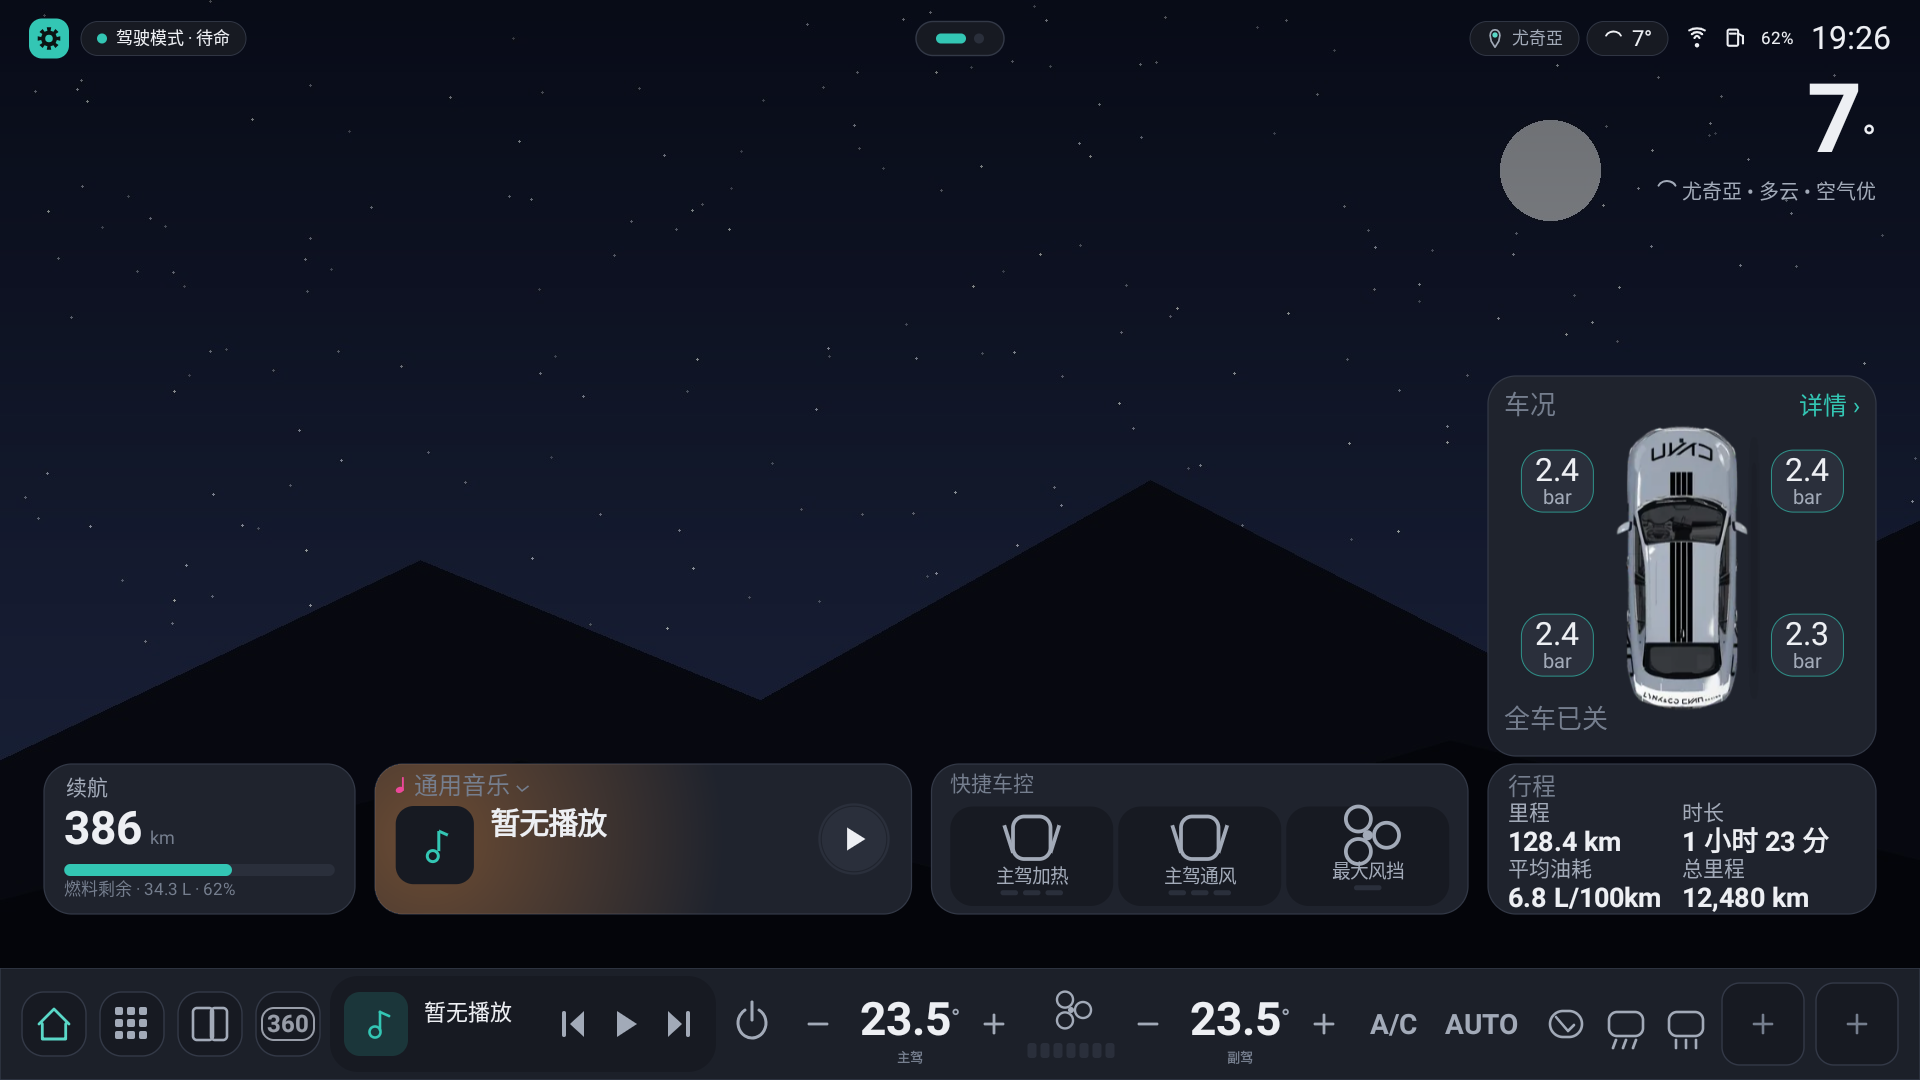 驾驶模式 · 待命
尤奇亞
7°
62%
19:26
7°
尤奇亞 • 多云 • 空气优
车况
详情 ›
2.4
bar
2.4
bar
2.4
bar
2.3
bar
全车已关
续航
386 km
燃料剩余 · 34.3 L · 62%
通用音乐
暂无播放
快捷车控
主驾加热
主驾通风
最大风挡
行程
里程
128.4 km
时长
1 小时 23 分
平均油耗
6.8 L/100km
总里程
12,480 km
360
暂无播放
23.5°
主驾
23.5°
副驾
A/C
AUTO